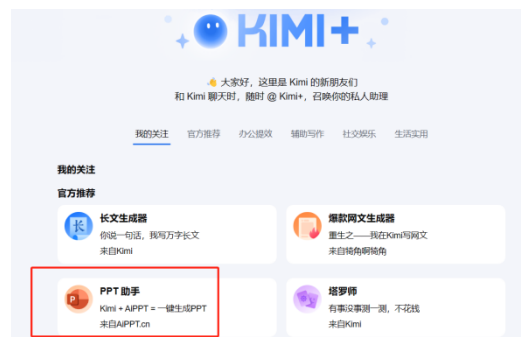 KIMI+
👋 大家好，这里是 Kimi 的新朋友们
和 Kimi 聊天时，随时 @ Kimi+，召唤你的私人助理
我的关注 官方推荐 办公提效 辅助写作 社交娱乐 生活实用
我的关注
官方推荐
长
长文生成器
你说一句话，我写万字长文
来自Kimi
爆款网文生成器
重生之——我在Kimi写网文
来自犄角啊犄角
P
PPT 助手
Kimi + AiPPT = 一键生成PPT
来自AiPPT.cn
塔罗师
有事没事测一测，不花钱
来自Kimi